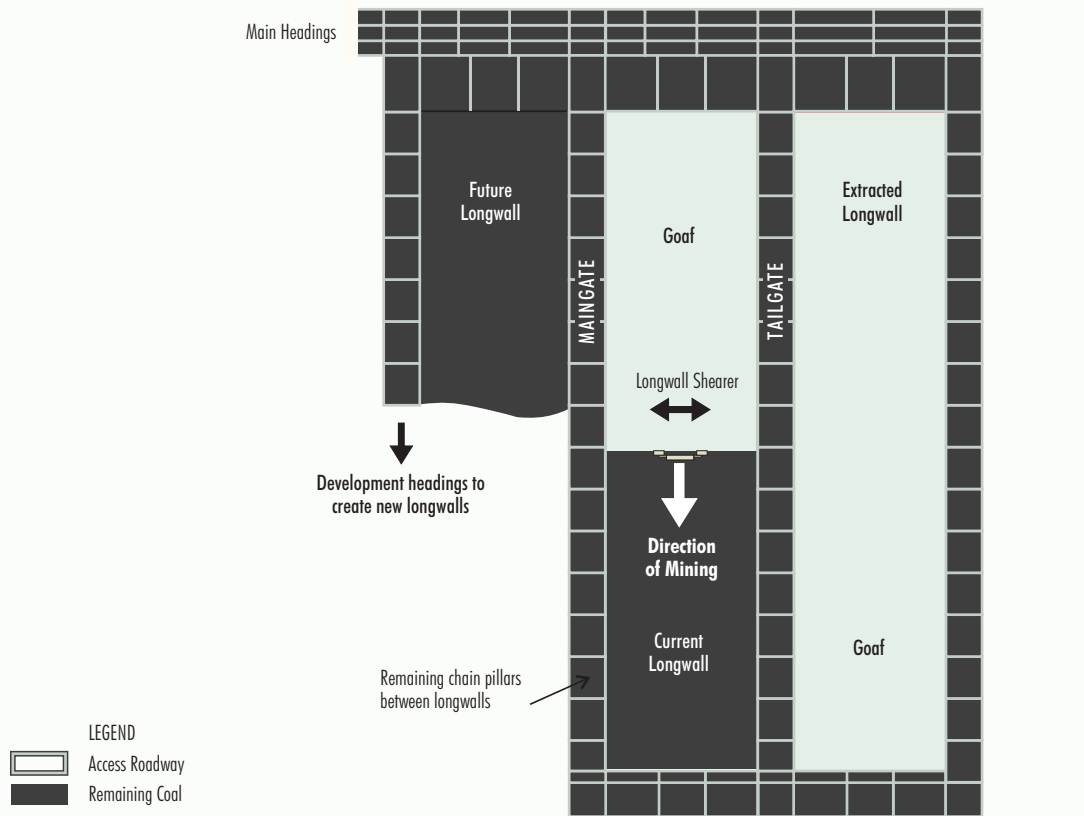 Main Headings
Future
Longwall
Extracted
Longwall
Goaf
MAINGATE
TAILGATE
Longwall Shearer
Development headings to
create new longwalls
Direction
of Mining
Current
Longwall
Goaf
Remaining chain pillars
between longwalls
LEGEND
Access Roadway
Remaining Coal